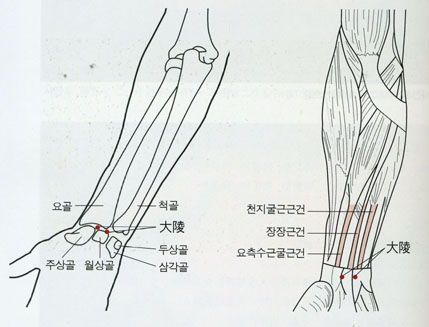 요골
척골
大陵
두상골
주상골
월상골
삼각골
천지굴근근건
장장근건
요측수근굴근건
大陵